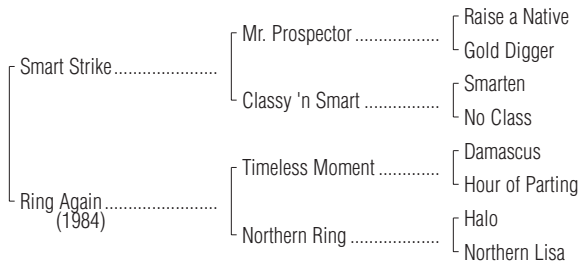 Raise a Native
Mr. Prospector ..................
Gold Digger
Smart Strike......................
Smarten
Classy 'n Smart ................
No Class
Damascus
Timeless Moment .............
Hour of Parting
Ring Again........................
(1984)
Halo
Northern Ring ...................
Northern Lisa